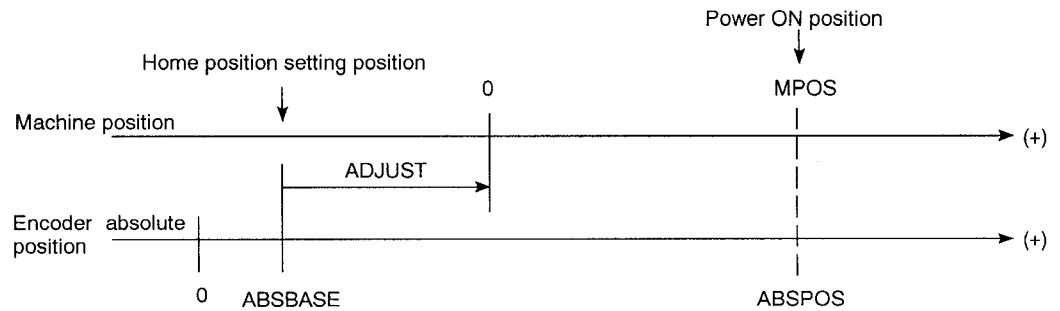 Power ON position
Home position setting position
0
MPOS
Machine position
(+)
ADJUST
Encoder absolute
position
(+)
0
ABSBASE
ABSPOS